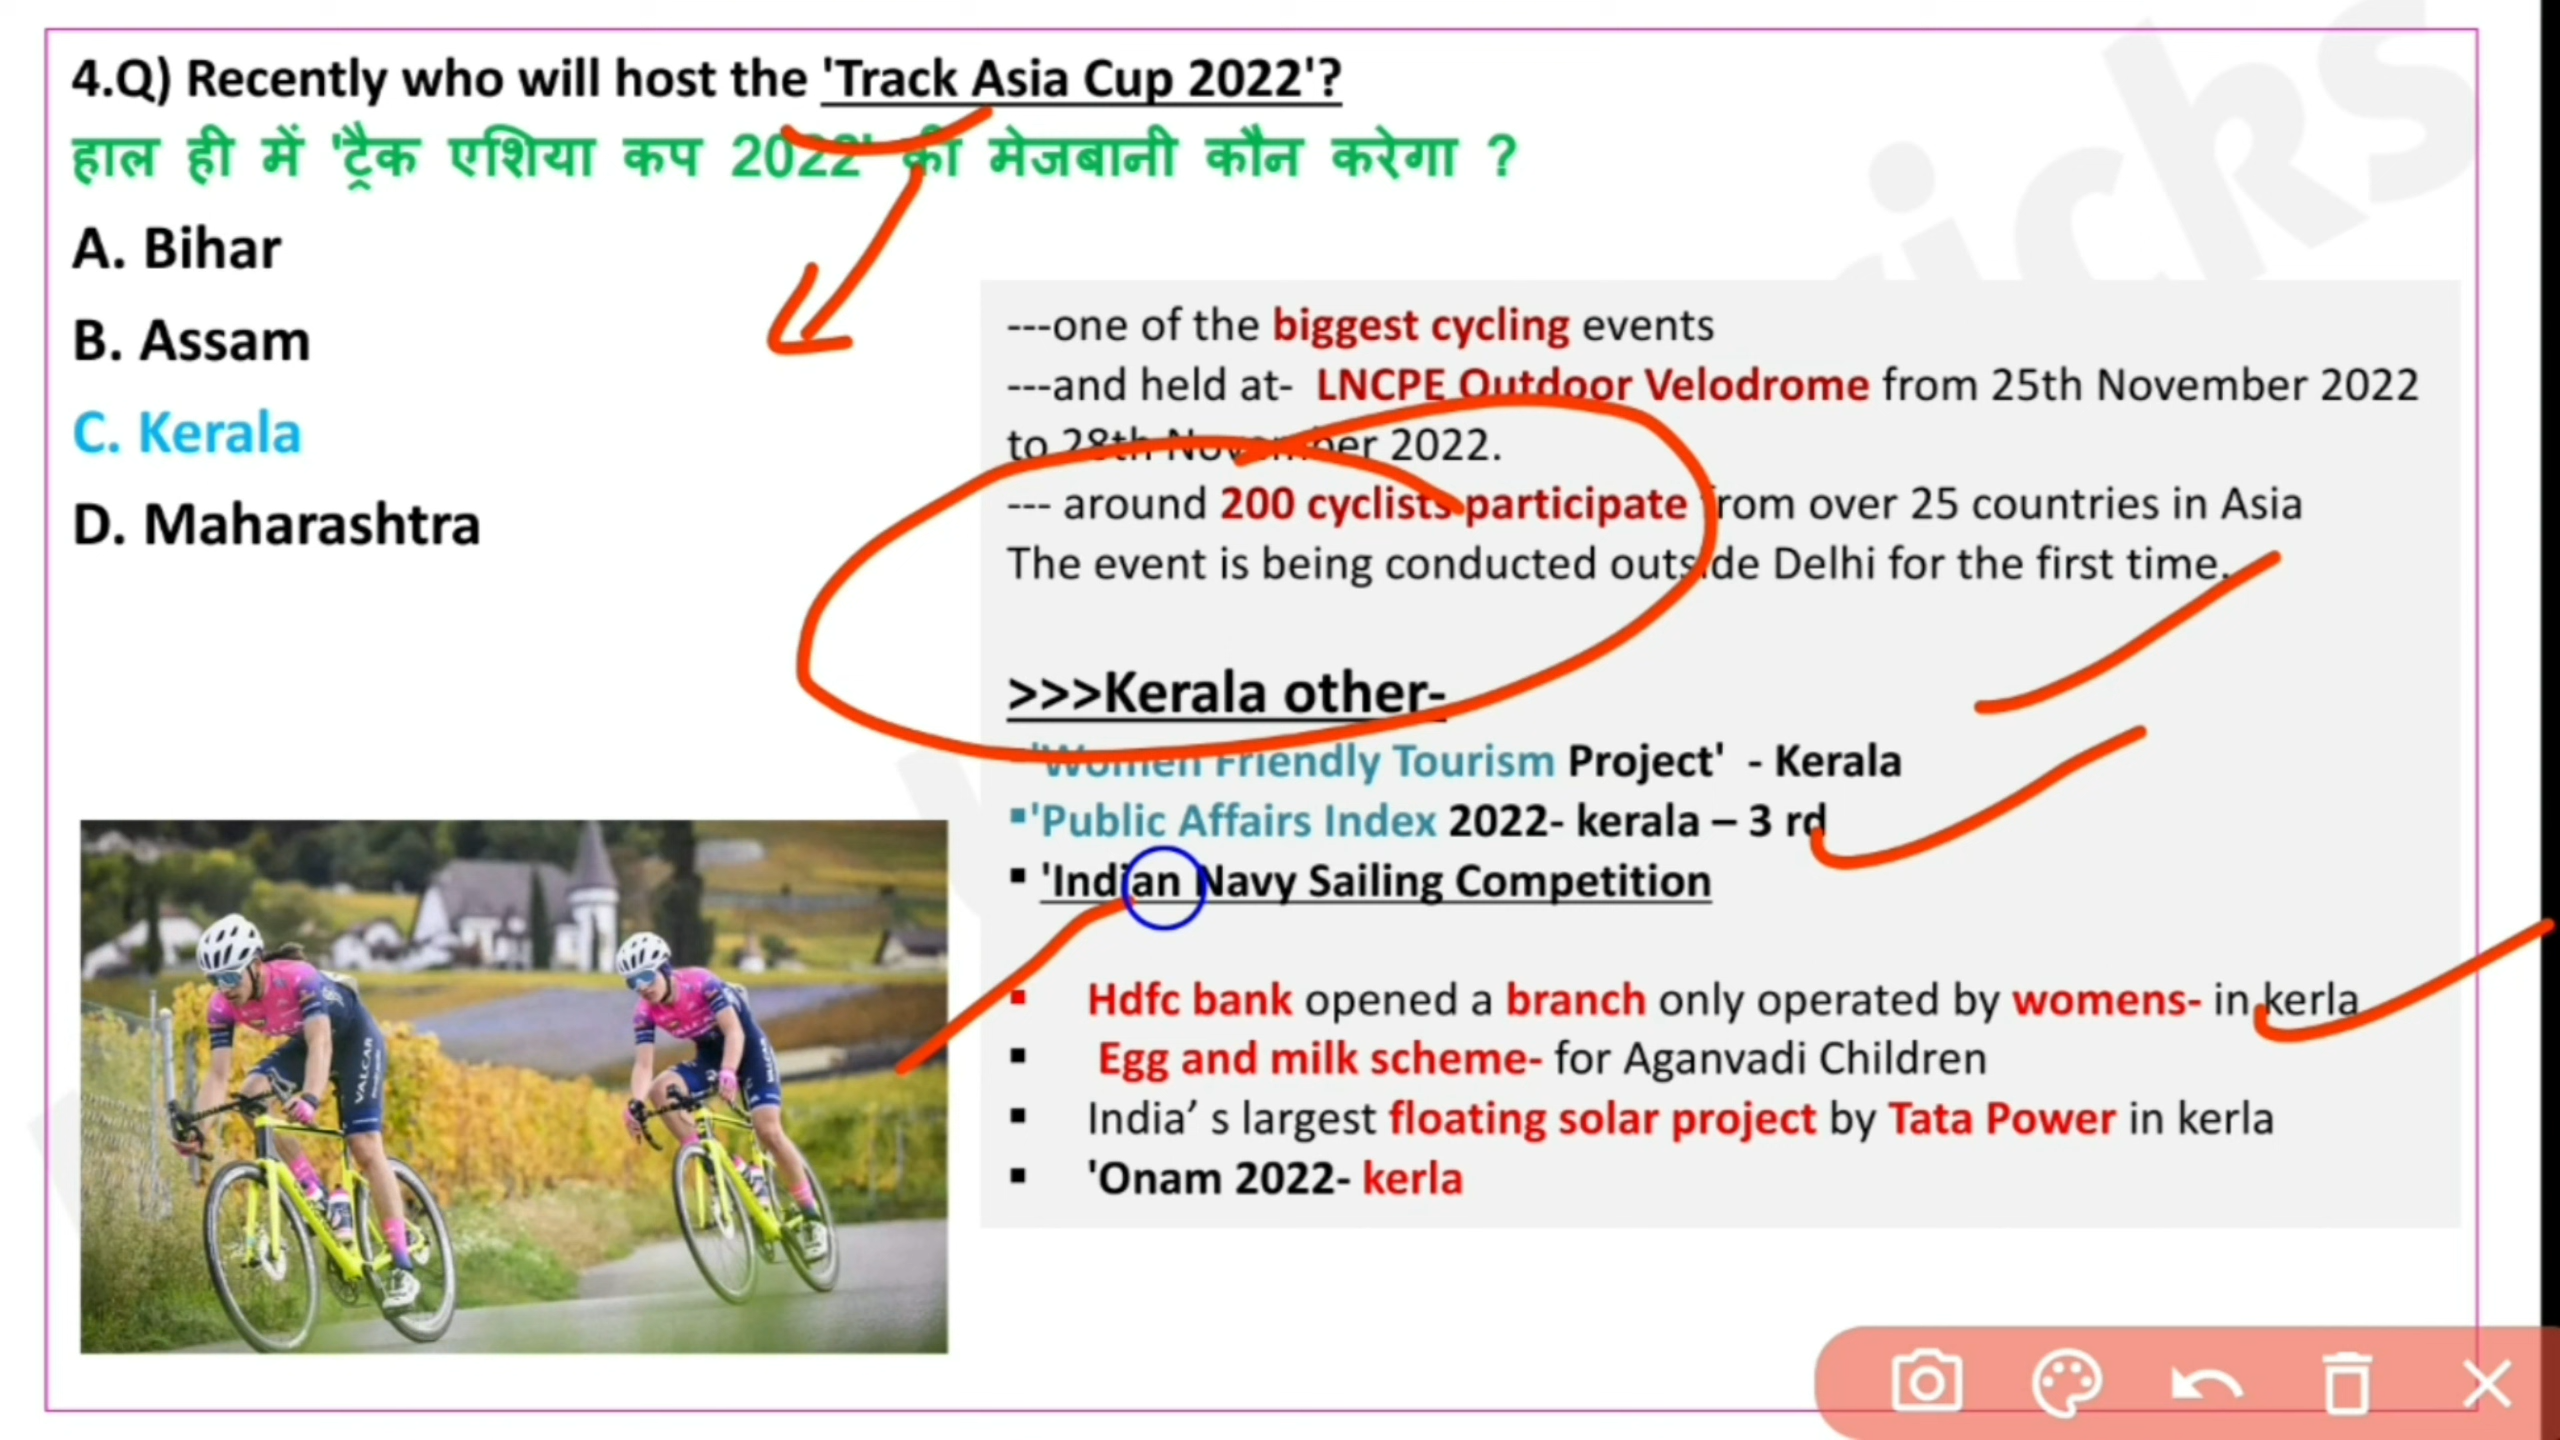 4.Q) Recently who will host the 'Track Asia Cup 2022'?
हाल ही में 'ट्रैक एशिया कप 2022' की मेजबानी कौन करेगा ?
A. Bihar
B. Assam
C. Kerala
D. Maharashtra
---one of the biggest cycling events
---and held at- LNCPE Outdoor Velodrome from 25th November 2022
to 28th November 2022.
--- around 200 cyclists participate from over 25 countries in Asia
The event is being conducted outside Delhi for the first time.
>>>Kerala other-
'Women Friendly Tourism Project' - Kerala
▪'Public Affairs Index 2022- kerala – 3 rd
▪ 'Indian Navy Sailing Competition
▪ Hdfc bank opened a branch only operated by womens- in kerla
▪ Egg and milk scheme- for Aganvadi Children
▪ India’ s largest floating solar project by Tata Power in kerla
▪ 'Onam 2022- kerla
VALCAR